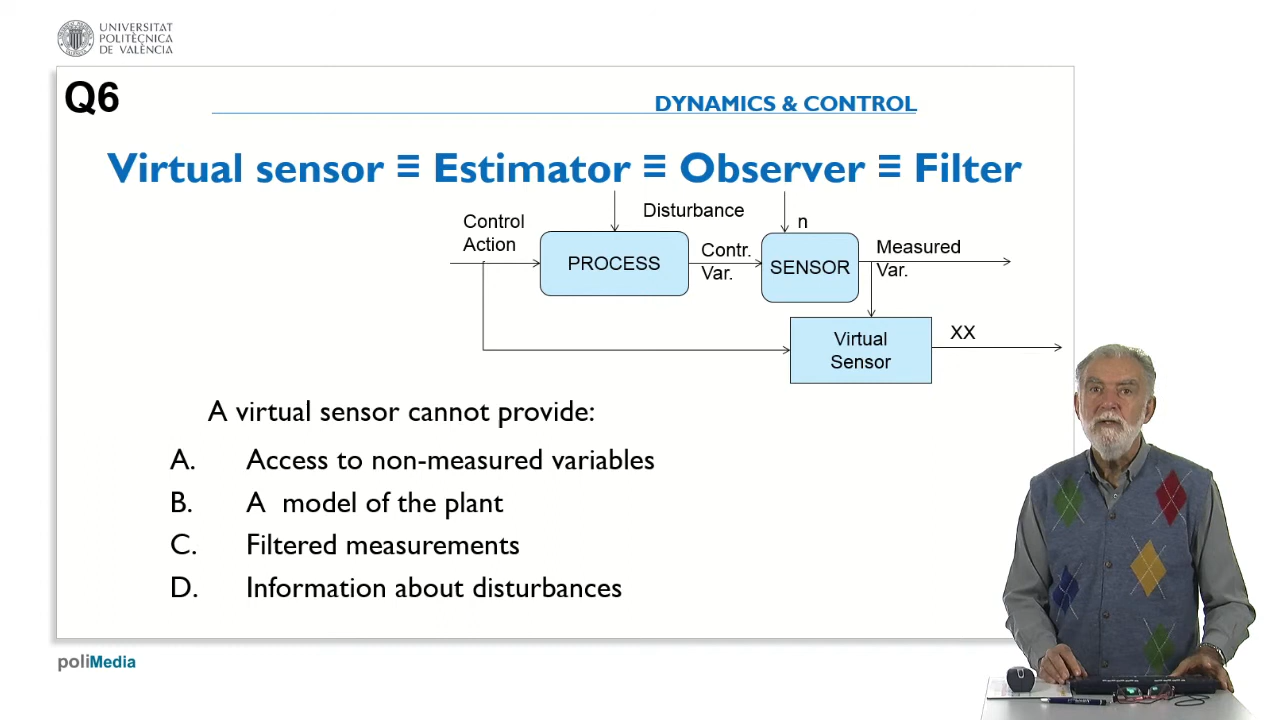 UNIVERSITAT
POLITÈCNICA
DE VALÈNCIA
Q6
DYNAMICS & CONTROL
Virtual sensor ≡ Estimator ≡ Observer ≡ Filter
Control
Action
Disturbance
n
PROCESS
Contr.
Var.
SENSOR
Measured
Var.
Virtual
Sensor
XX
A virtual sensor cannot provide:
A. Access to non-measured variables
B. A model of the plant
C. Filtered measurements
D. Information about disturbances
poliMedia